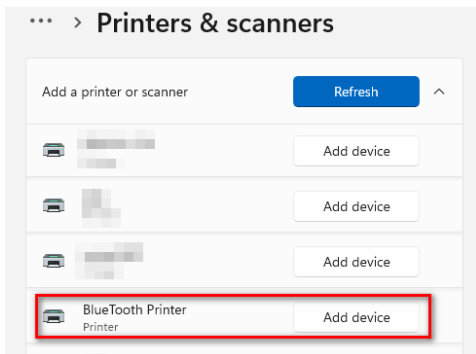 ... > Printers & scanners
Add a printer or scanner
Refresh
Add device
Add device
Add device
BlueTooth Printer
Printer
Add device